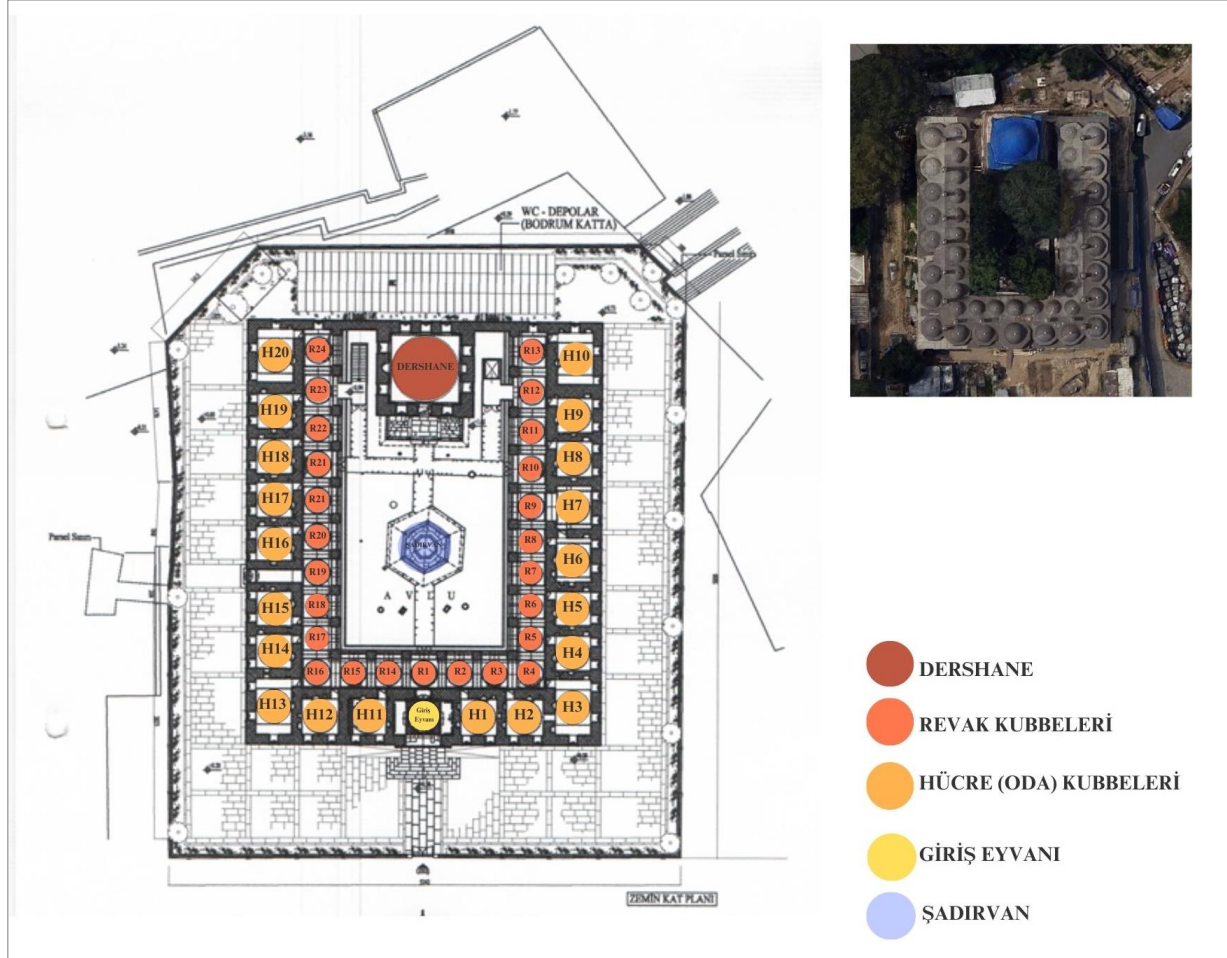 WC - DEPOLAR
(BODRUM KATTA)
Parsel Sınırı
H20
R24
DERSHANE
R13
H10
R23
R12
H19
R22
R11
H9
H18
R21
R10
H8
H17
R21
R9
H7
Parsel Sınırı
H16
R20
ŞADIRVAN
R8
H6
R19
R7
H15
R18
A V L U
R6
H5
H14
R17
R5
H4
R16
R15
R14
R1
R2
R3
R4
H13
H12
H11
Giriş
Eyvanı
H1
H2
H3
ZEMİN KAT PLANI
DERSHANE
REVAK KUBBELERİ
HÜCRE (ODA) KUBBELERİ
GİRİŞ EYVANI
ŞADIRVAN